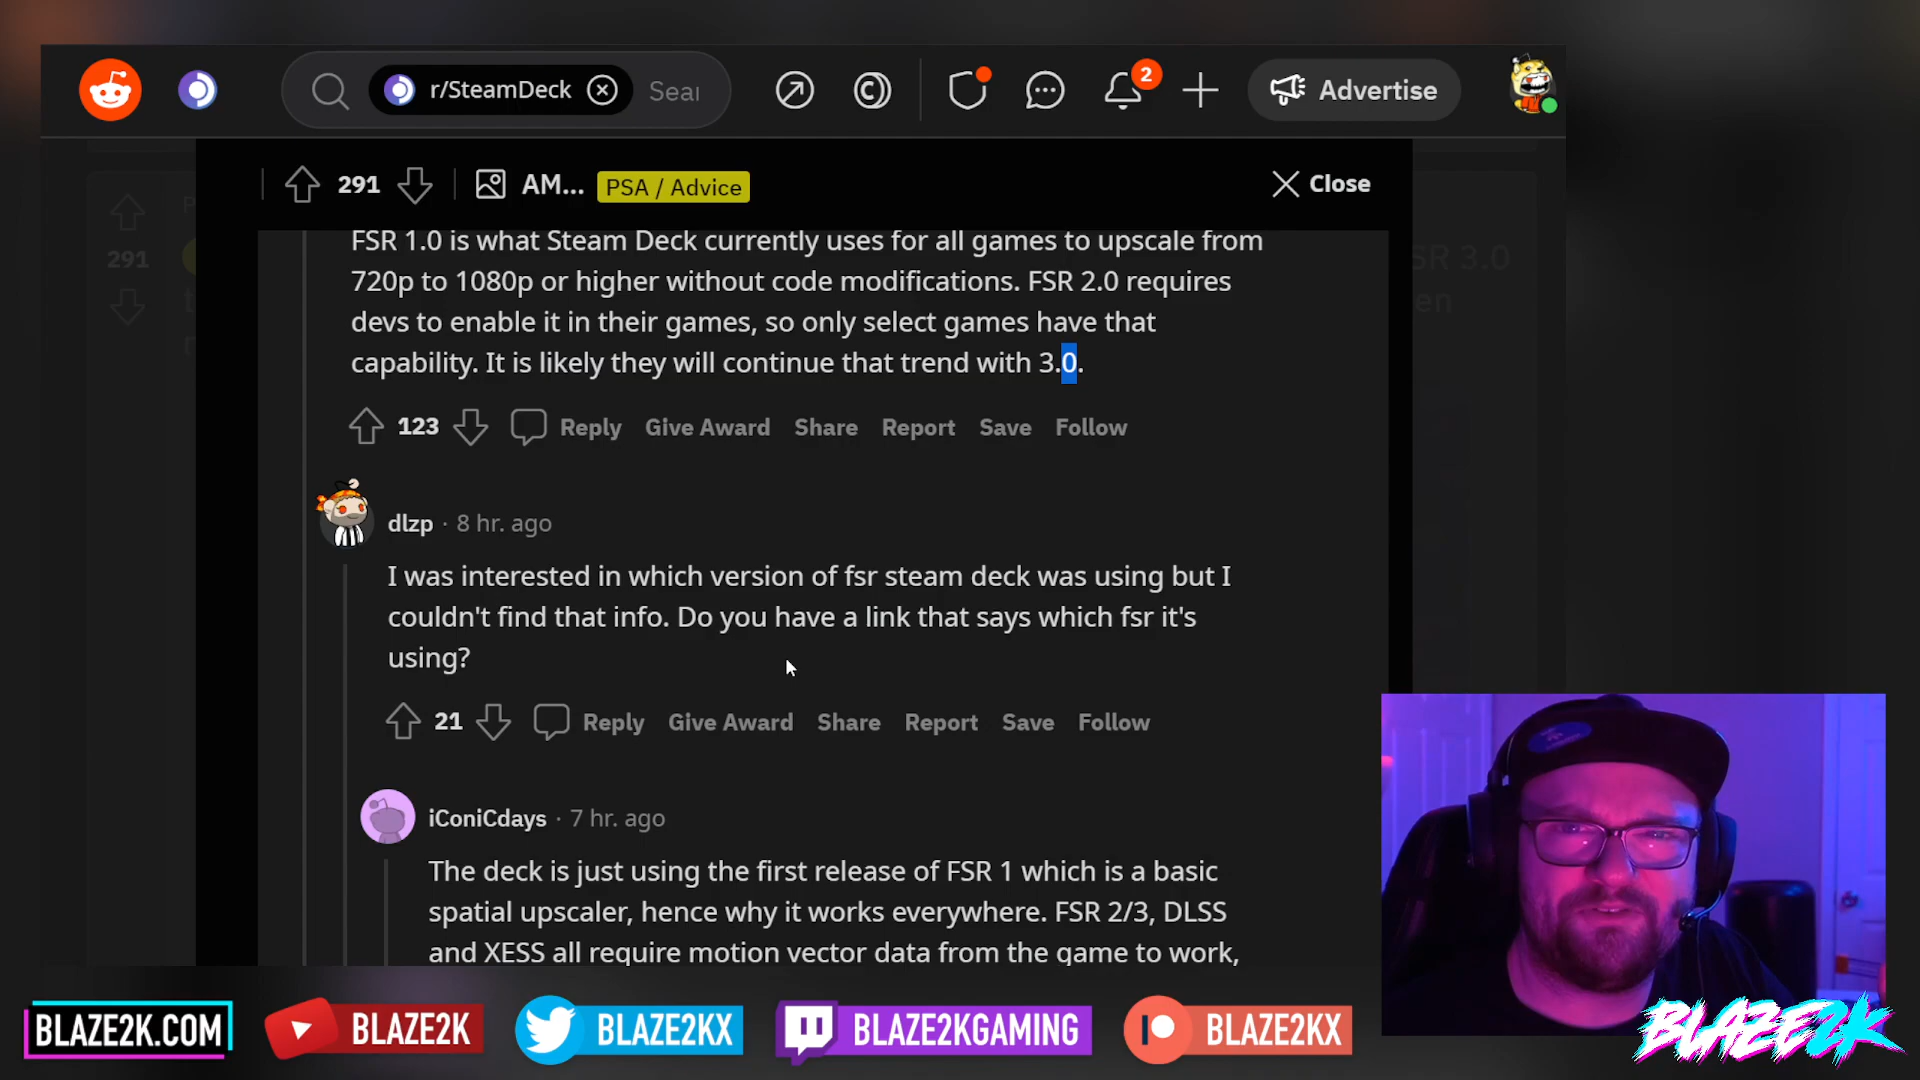 r/SteamDeck
Sear
2
Advertise
291
AM...
PSA / Advice
Close
291
SR 3.0
en
FSR 1.0 is what Steam Deck currently uses for all games to upscale from
720p to 1080p or higher without code modifications. FSR 2.0 requires
devs to enable it in their games, so only select games have that
capability. It is likely they will continue that trend with 3.0.
123 Reply Give Award Share Report Save Follow
dlzp · 8 hr. ago
I was interested in which version of fsr steam deck was using but I
couldn't find that info. Do you have a link that says which fsr it's
using?
21 Reply Give Award Share Report Save Follow
iConiCdays · 7 hr. ago
The deck is just using the first release of FSR 1 which is a basic
spatial upscaler, hence why it works everywhere. FSR 2/3, DLSS
and XESS all require motion vector data from the game to work,
BLAZE2K.COM
BLAZE2K
BLAZE2KX
BLAZE2KGAMING
BLAZE2KX
BLAZE2K